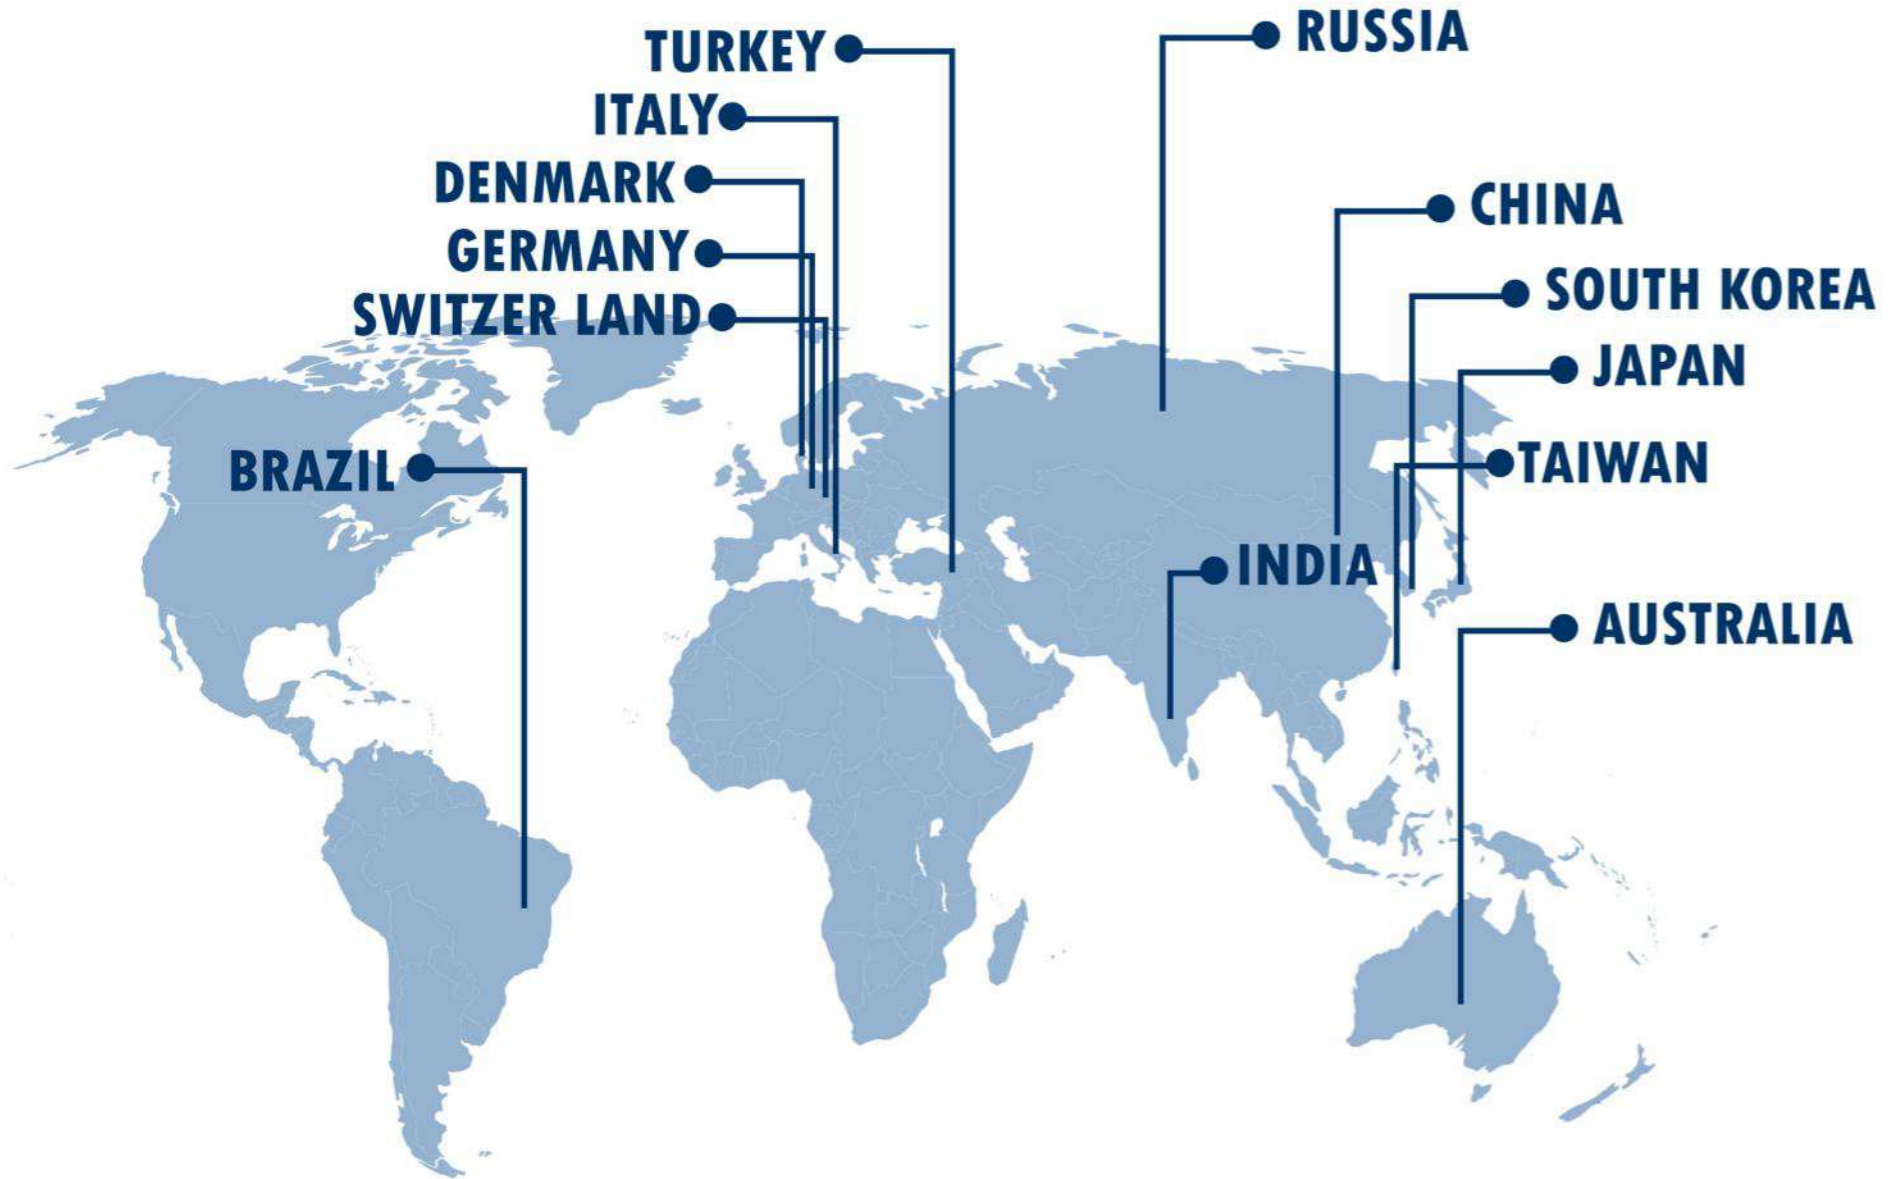 RUSSIA
TURKEY
ITALY
DENMARK
CHINA
GERMANY
SOUTH KOREA
SWITZER LAND
JAPAN
TAIWAN
BRAZIL
INDIA
AUSTRALIA